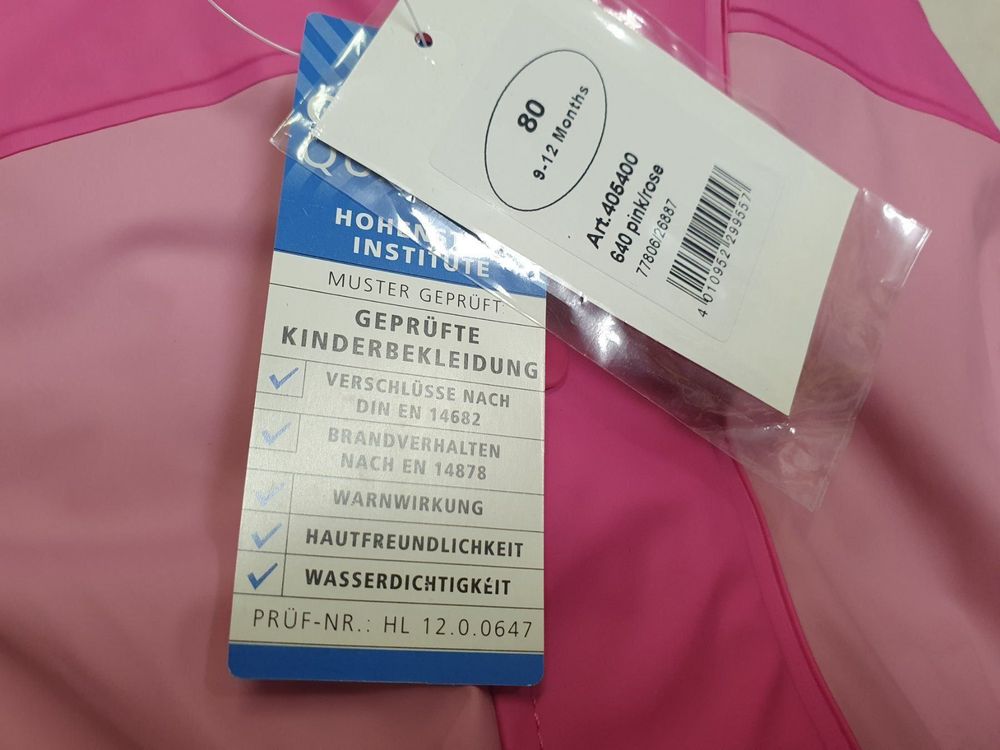 80
9-12 Months
Art.405400
640 pink/rose
77806/26887
4 010952 299557
INSTITUTE
MUSTER GEPRÜFT
GEPRÜFTE
KINDERBEKLEIDUNG
VERSCHLÜSSE NACH
DIN EN 14682
BRANDVERHALTEN
NACH EN 14878
WARNWIRKUNG
HAUTFREUNDLICHKEIT
WASSERDICHTIGKEIT
PRÜF-NR.: HL 12.0.0647